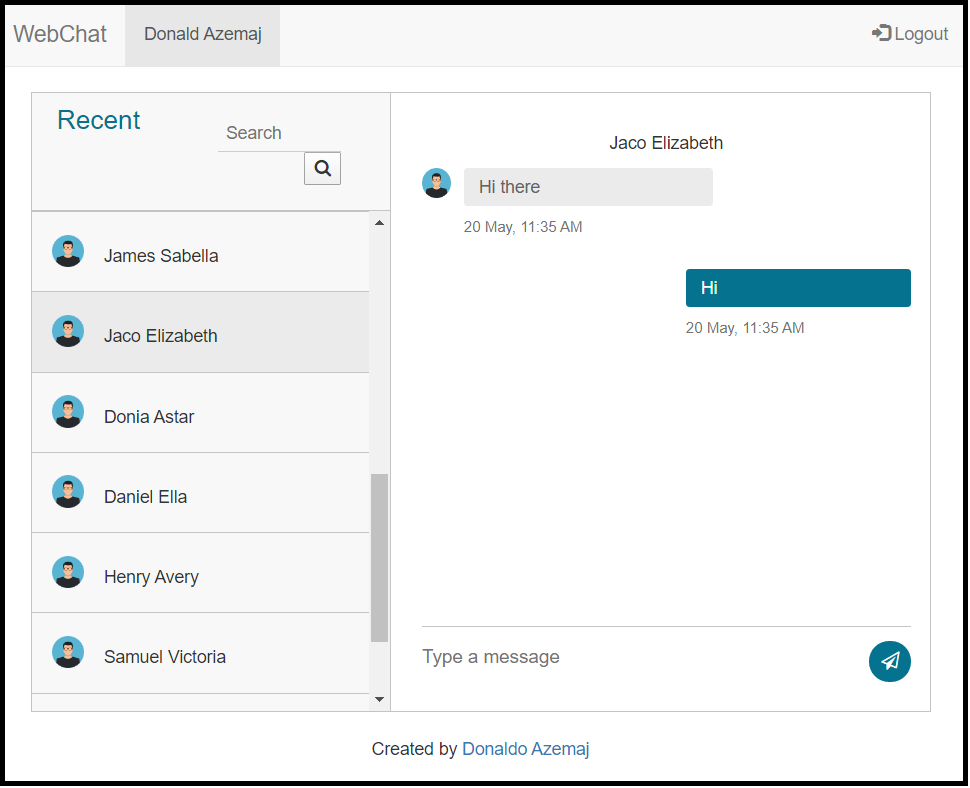 WebChat Donald Azemaj Logout
Recent
Search
James Sabella
Jaco Elizabeth
Donia Astar
Daniel Ella
Henry Avery
Samuel Victoria
Jaco Elizabeth
Hi there
20 May, 11:35 AM
Hi
20 May, 11:35 AM
Type a message
Created by Donaldo Azemaj